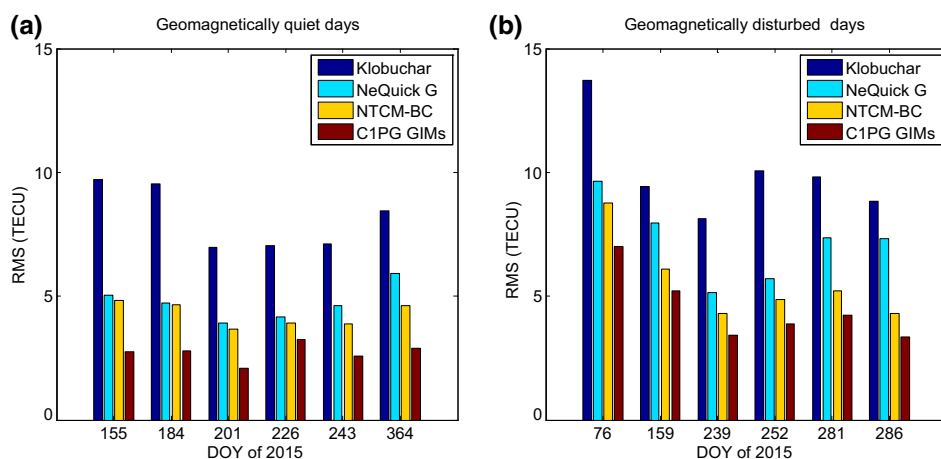 (a)
Geomagnetically quiet days
15
10
5
0
RMS (TECU)
Klobuchar
NeQuick G
NTCM-BC
C1PG GIMs
155 184 201 226 243 364
DOY of 2015
(b)
Geomagnetically disturbed days
15
10
5
0
RMS (TECU)
Klobuchar
NeQuick G
NTCM-BC
C1PG GIMs
76 159 239 252 281 286
DOY of 2015